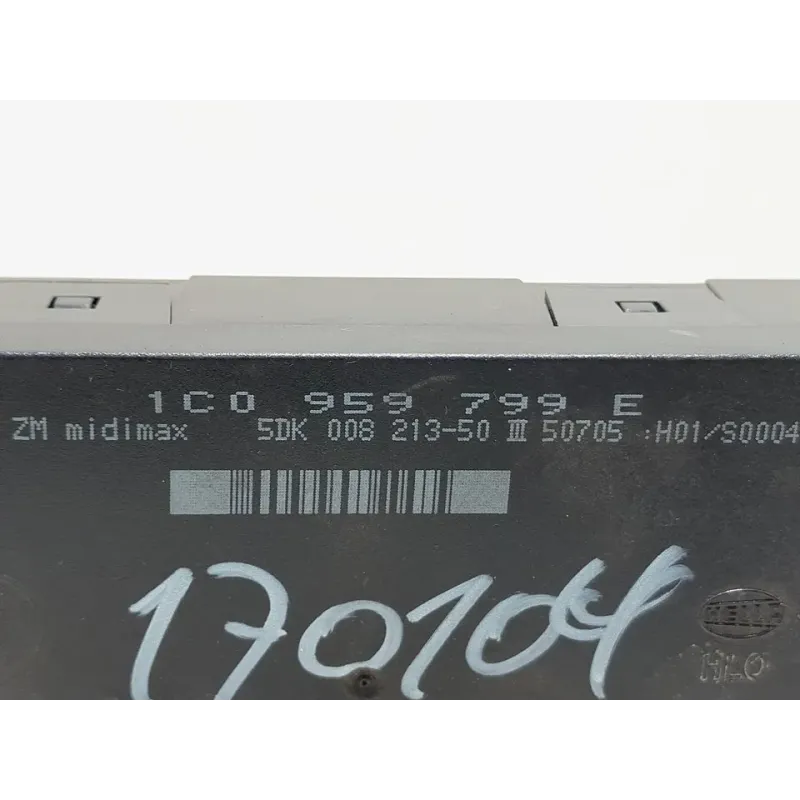 1C0 959 799 E
ZM midimax 5DK 008 213-50 III 50705 :H01/S0004
170104
HELLA
HLO